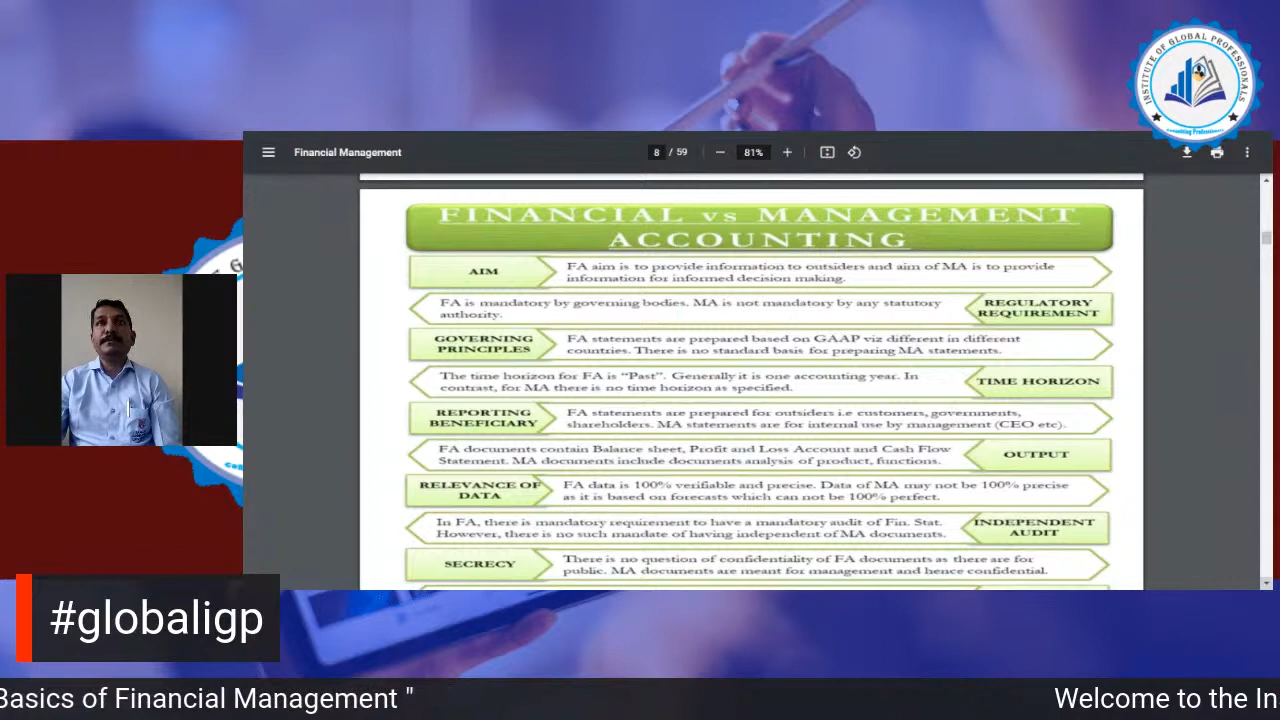 INSTITUTE OF GLOBAL PROFESSIONALS
Financial Management
8 / 59
81%
FINANCIAL vs MANAGEMENT
ACCOUNTING
AIM
FA aim is to provide information to outsiders and aim of MA is to provide
information for informed decision making.
FA is mandatory by governing bodies. MA is not mandatory by any statutory
authority.
REGULATORY
REQUIREMENT
GOVERNING
PRINCIPLES
FA statements are prepared based on GAAP viz different in different
countries. There is no standard basis for preparing MA statements.
The time horizon for FA is “Past”. Generally it is one accounting year. In
contrast, for MA there is no time horizon as specified.
TIME HORIZON
REPORTING
BENEFICIARY
FA statements are prepared for outsiders i.e customers, governments,
shareholders. MA statements are for internal use by management (CEO etc).
FA documents contain Balance sheet, Profit and Loss Account and Cash Flow
Statement. MA documents include documents analysis of product, functions.
OUTPUT
RELEVANCE OF
DATA
FA data is 100% verifiable and precise. Data of MA may not be 100% precise
as it is based on forecasts which can not be 100% perfect.
In FA, there is mandatory requirement to have a mandatory audit of Fin. Stat.
However, there is no such mandate of having independent of MA documents.
INDEPENDENT
AUDIT
SECRECY
There is no question of confidentiality of FA documents as there are for
public. MA documents are meant for management and hence confidential.
#globaligp
Basics of Financial Management "
Welcome to the In